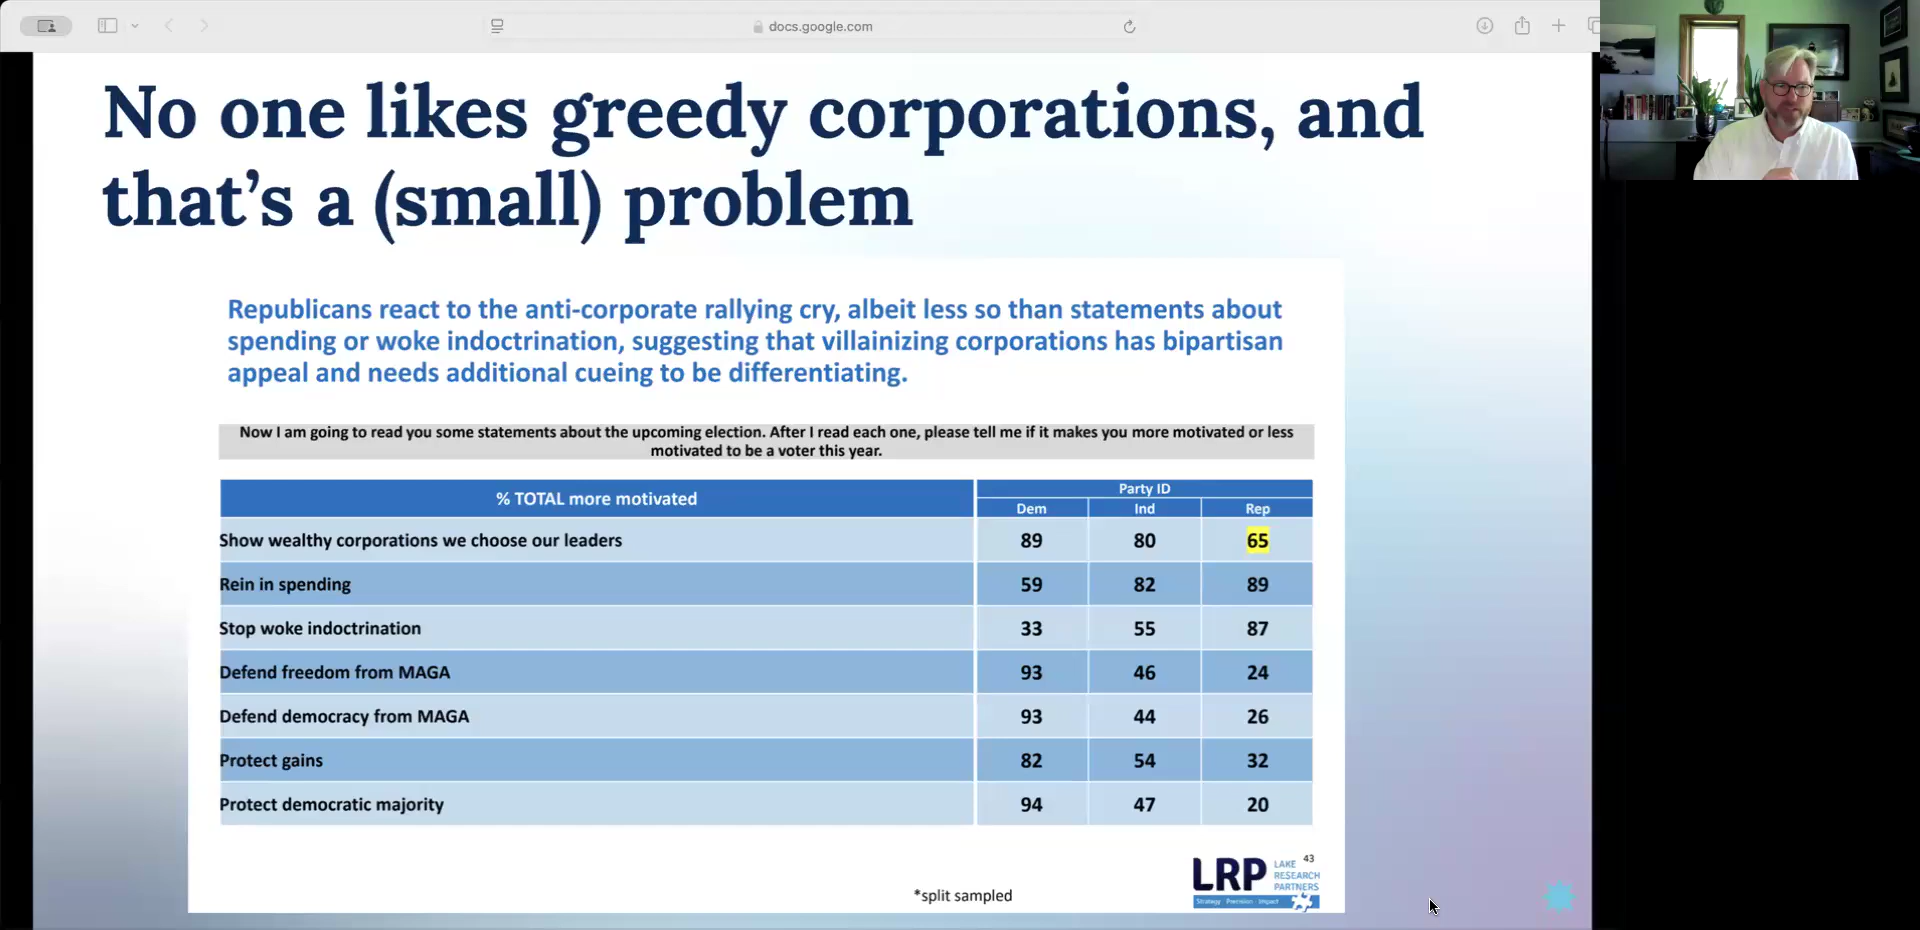 docs.google.com
No one likes greedy corporations, and
that's a (small) problem
Republicans react to the anti-corporate rallying cry, albeit less so than statements about
spending or woke indoctrination, suggesting that villainizing corporations has bipartisan
appeal and needs additional cueing to be differentiating.
Now I am going to read you some statements about the upcoming election. After I read each one, please tell me if it makes you more motivated or less
motivated to be a voter this year.
% TOTAL more motivated
Party ID
Dem Ind Rep
Show wealthy corporations we choose our leaders 89 80 65
Rein in spending 59 82 89
Stop woke indoctrination 33 55 87
Defend freedom from MAGA 93 46 24
Defend democracy from MAGA 93 44 26
Protect gains 82 54 32
Protect democratic majority 94 47 20
*split sampled
LRP
LAKE
RESEARCH
PARTNERS
Strategy · Precision · Impact
43